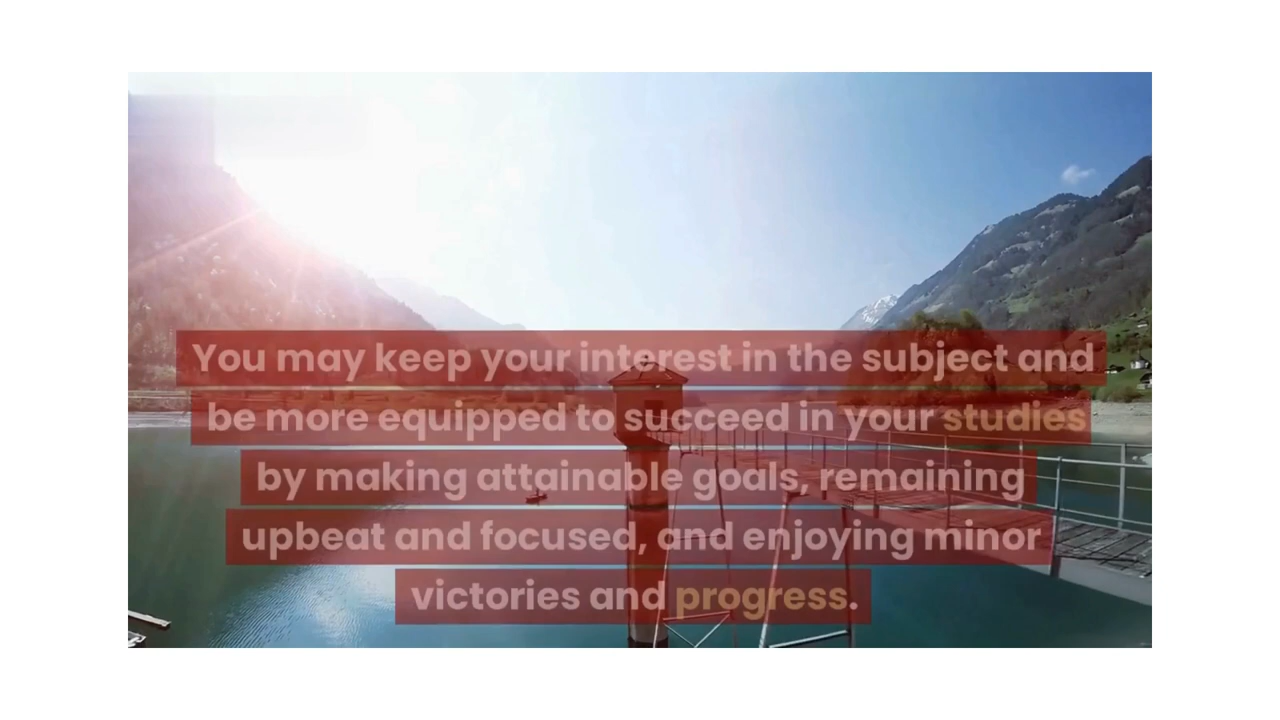 You may keep your interest in the subject and
be more equipped to succeed in your studies
by making attainable goals, remaining
upbeat and focused, and enjoying minor
victories and progress.